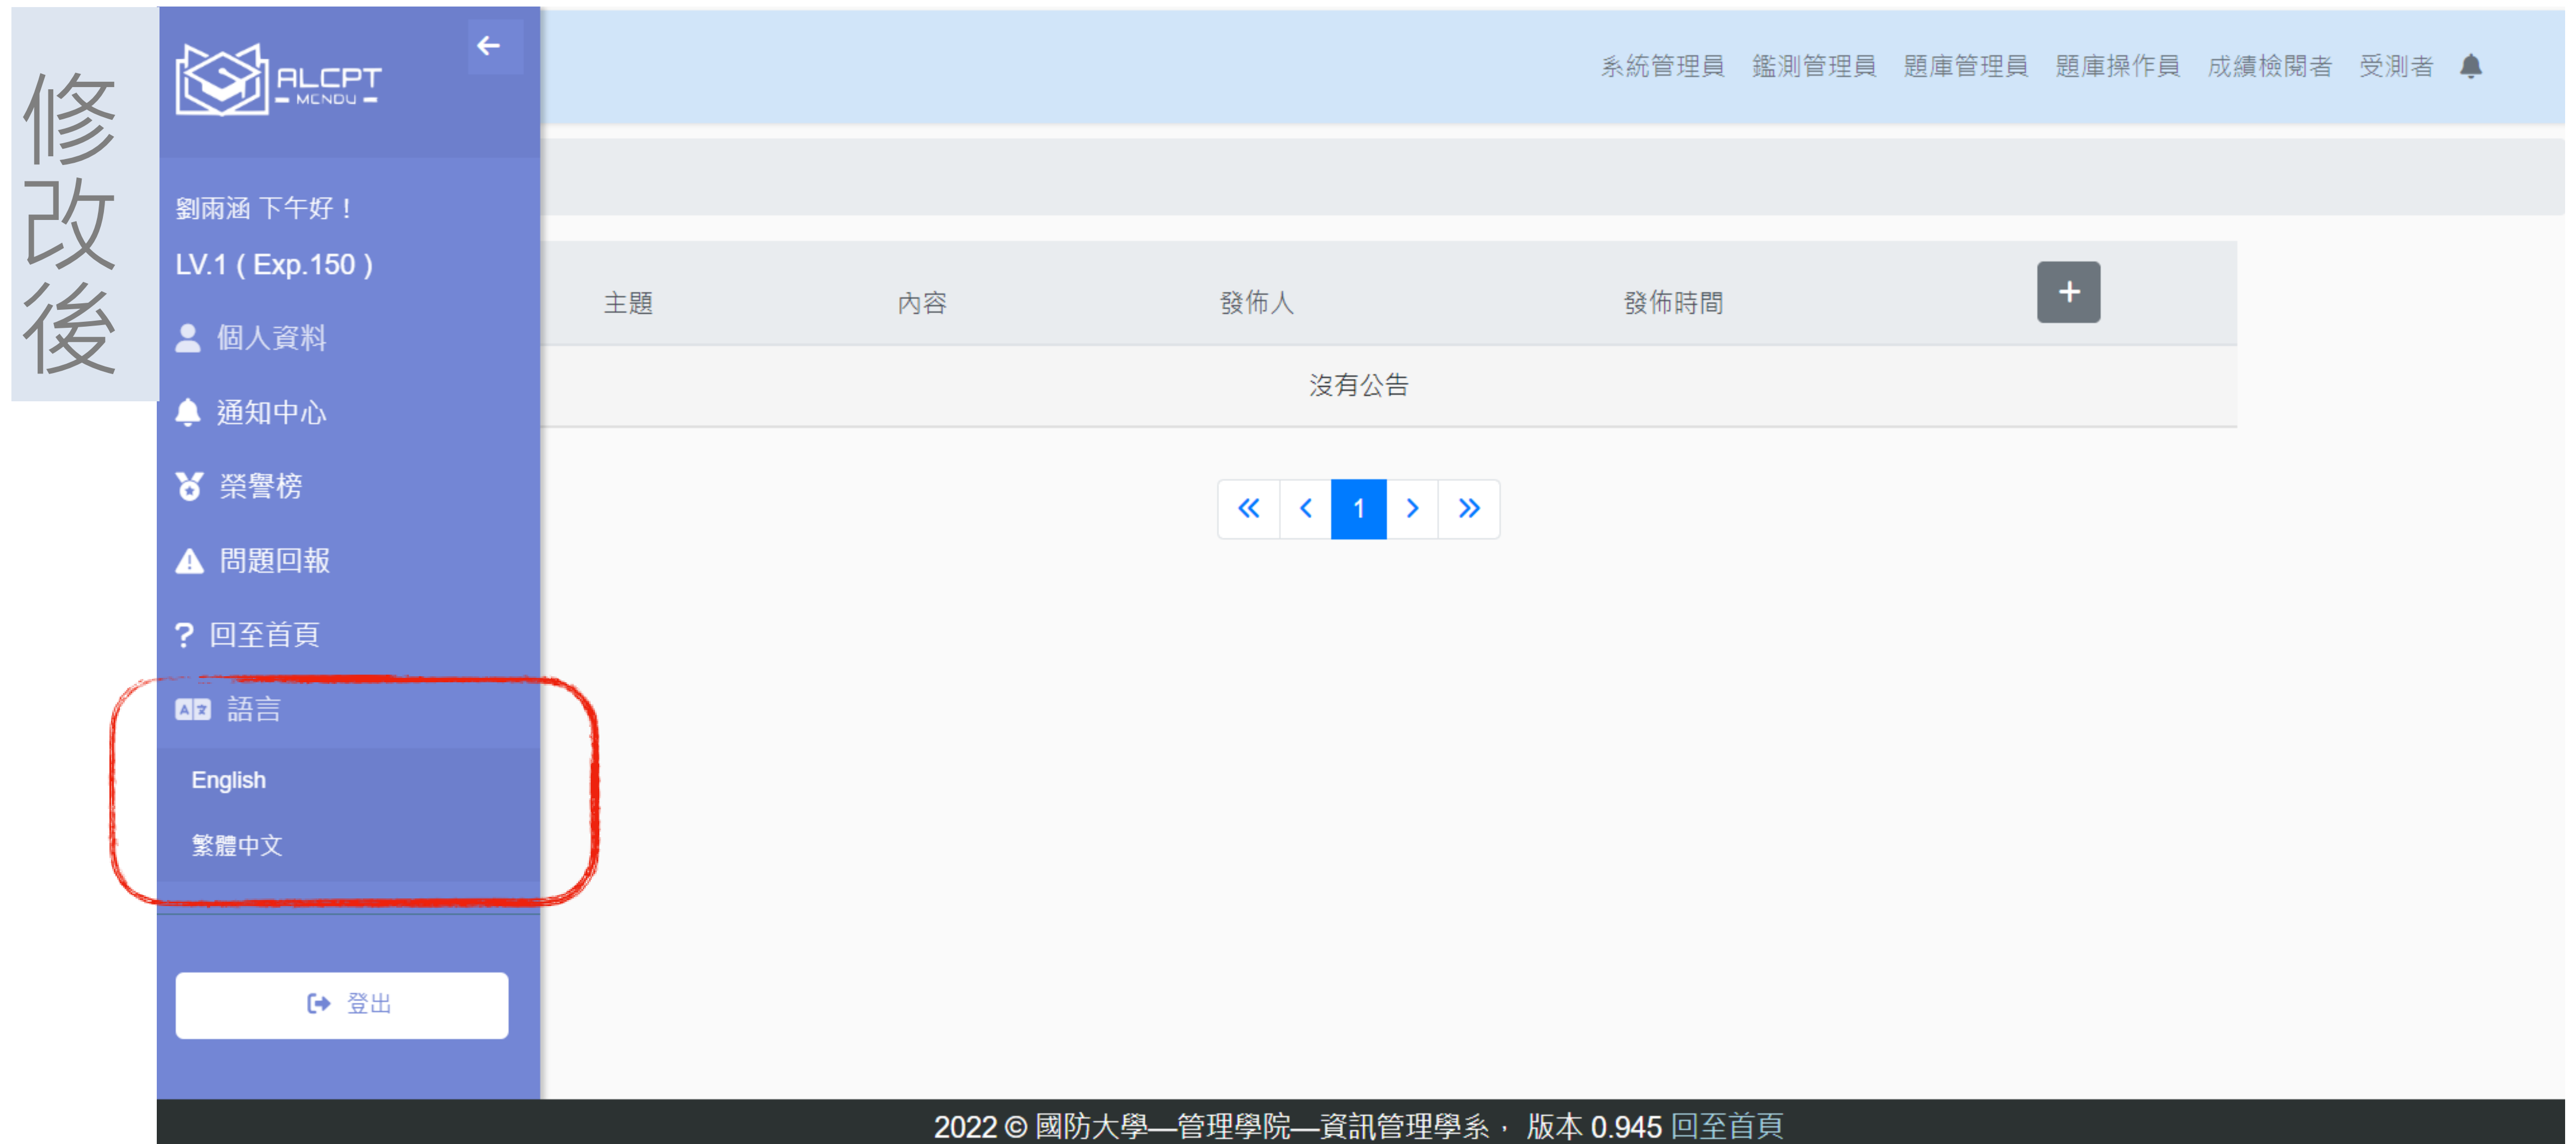 修改後
ALCPT
MCNDU
系統管理員 鑑測管理員 題庫管理員 題庫操作員 成績檢閱者 受測者
劉雨涵 下午好！
LV.1 ( Exp.150 )
個人資料
通知中心
榮譽榜
問題回報
? 回至首頁
語言
English
繁體中文
登出
主題 內容 發佈人 發佈時間 +
沒有公告
« ‹ 1 › »
2022 © 國防大學—管理學院—資訊管理學系， 版本 0.945 回至首頁